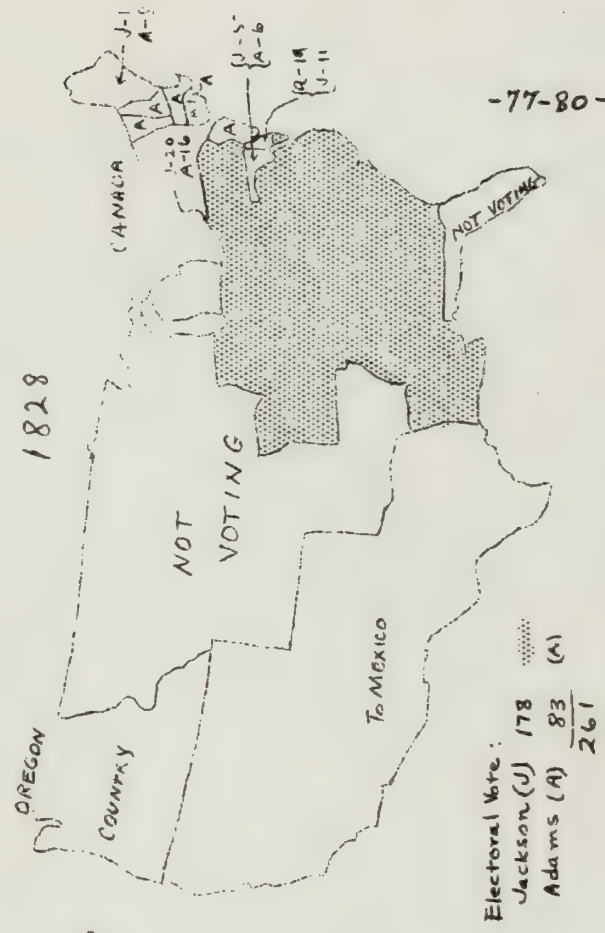 1828
OREGON
COUNTRY
NOT
VOTING
CANADA
J-1
J-20
A-16
A
A
A
A
A
A
{J-5
{A-6
J-11
-77-80-
NOT VOTING
To MEXICO
Electoral Vote:
Jackson (J) 178
Adams (A) 83 (A)
261